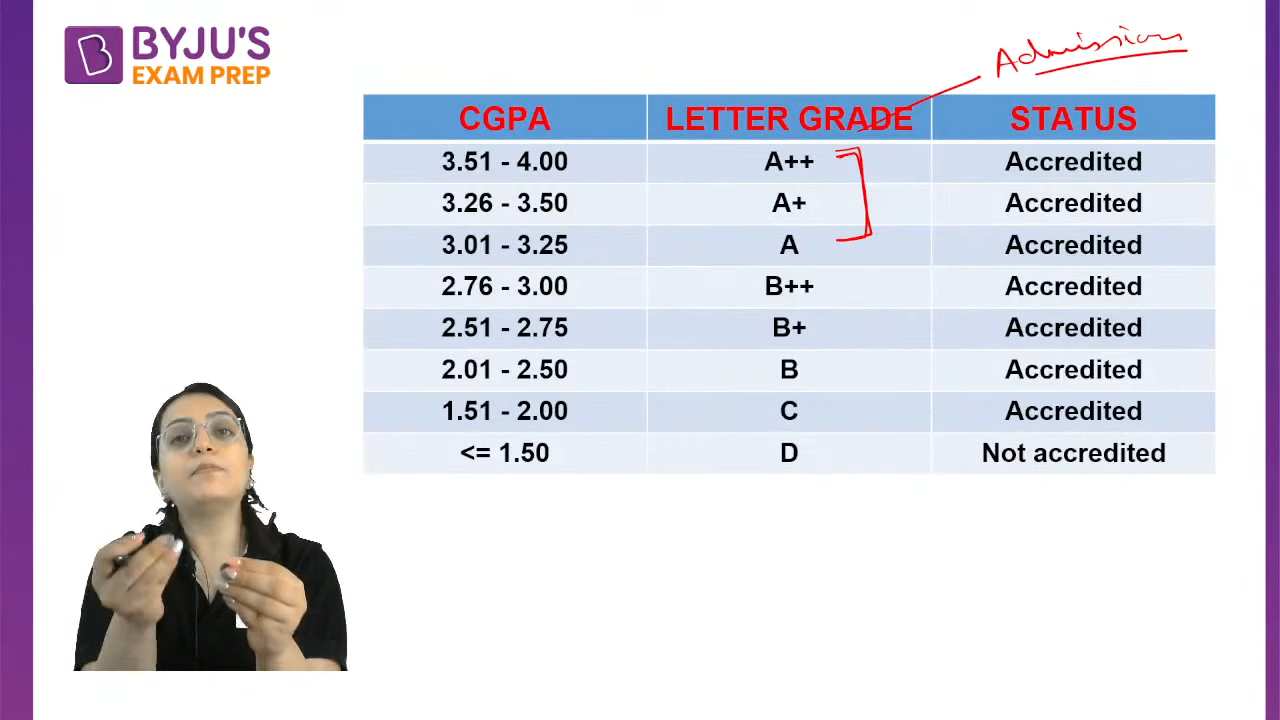 BYJU'S
EXAM PREP
Admissions
CGPA LETTER GRADE STATUS
3.51 - 4.00 A++ Accredited
3.26 - 3.50 A+ Accredited
3.01 - 3.25 A Accredited
2.76 - 3.00 B++ Accredited
2.51 - 2.75 B+ Accredited
2.01 - 2.50 B Accredited
1.51 - 2.00 C Accredited
<= 1.50 D Not accredited